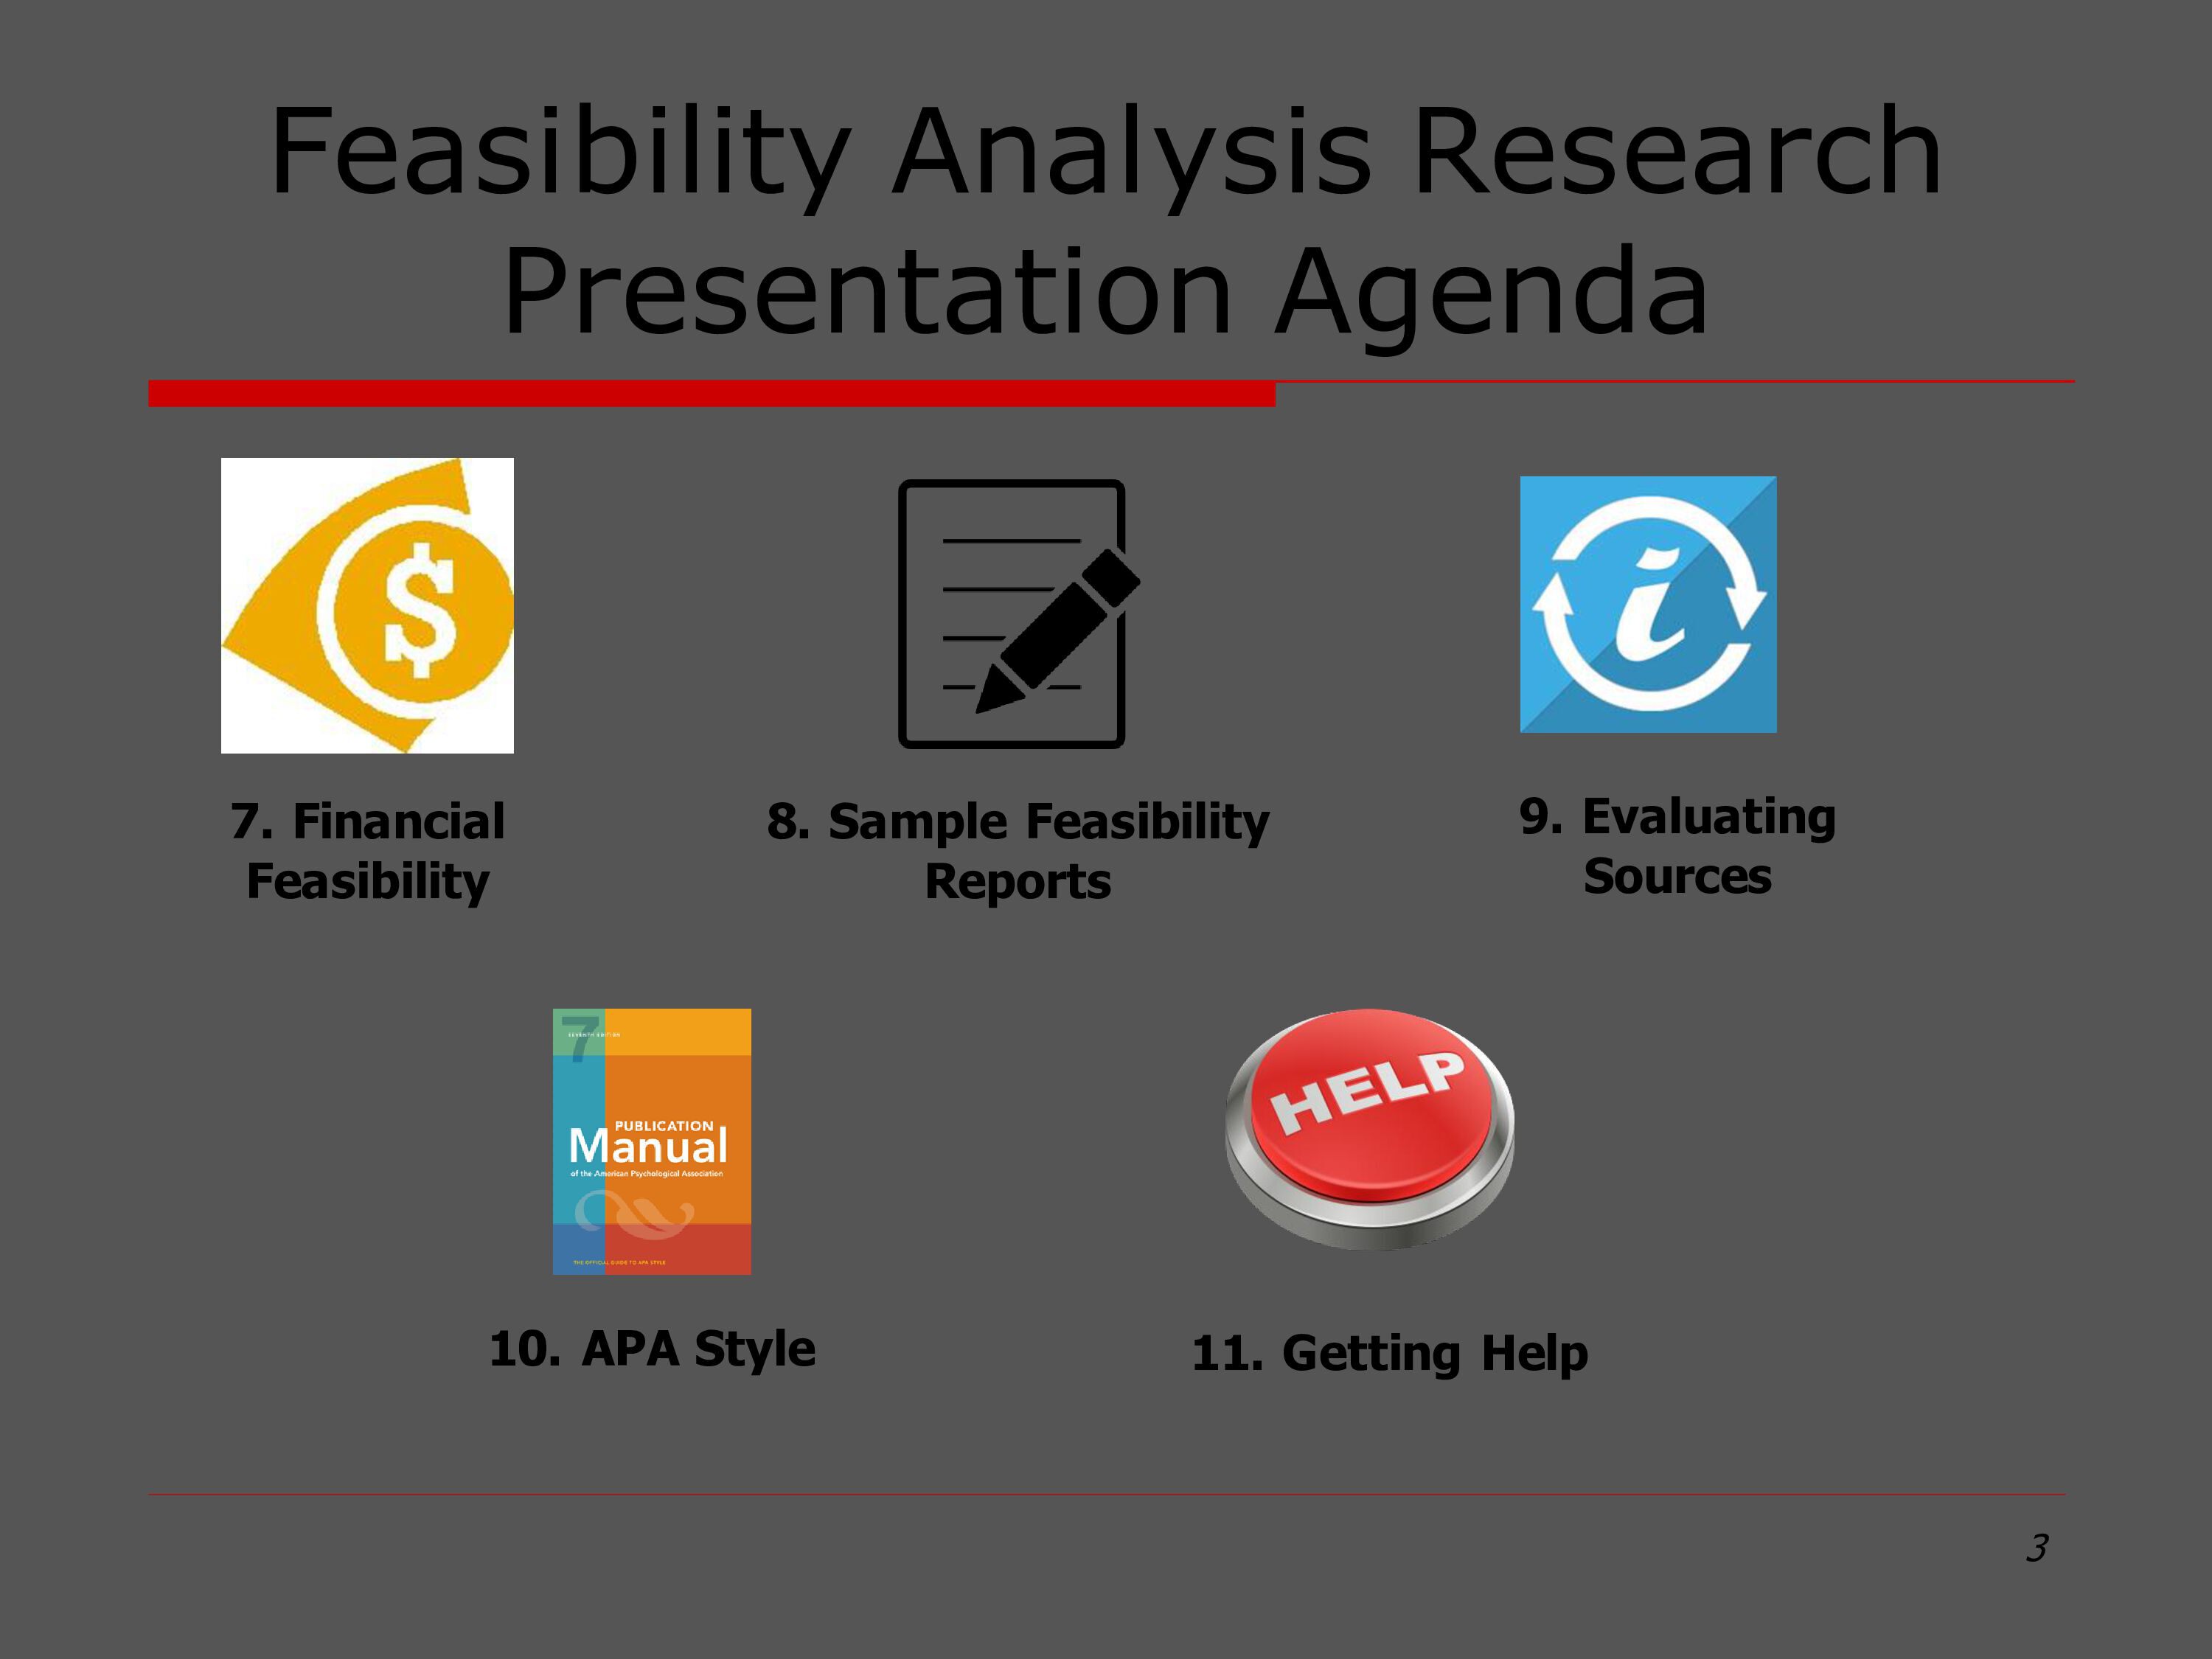 Feasibility Analysis Research
Presentation Agenda
$
i
7. Financial
Feasibility
8. Sample Feasibility
Reports
9. Evaluating
Sources
7
SEVENTH EDITION
PUBLICATION
Manual
of the American Psychological Association
THE OFFICIAL GUIDE TO APA STYLE
HELP
10. APA Style
11. Getting Help
3